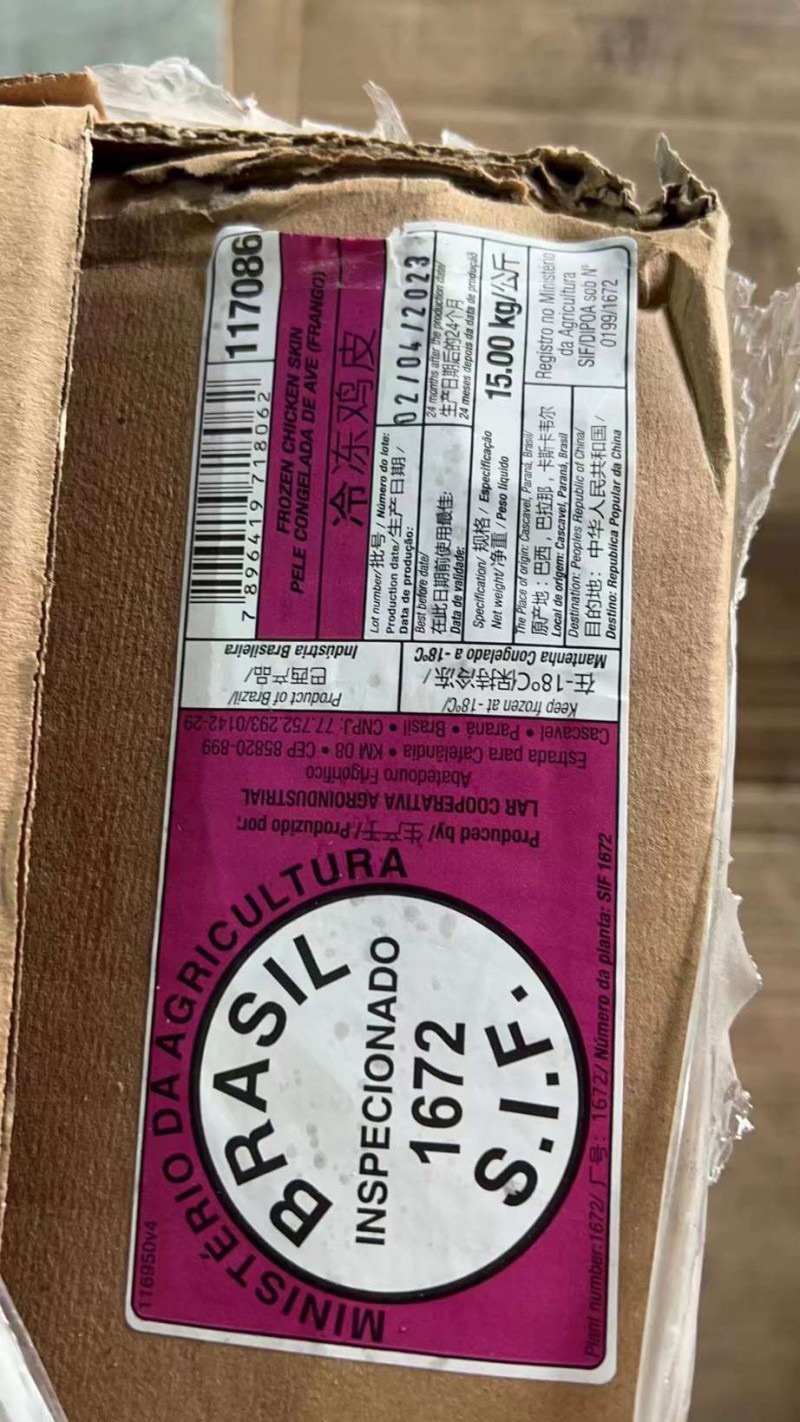 7 896419 718062
117086
FROZEN CHICKEN SKIN
PELE CONGELADA DE AVE (FRANGO)
冷冻鸡皮
Lot number/批号/ Número do lote:
Production date/生产日期/
Data de produção:
02/04/2023
Best before date/
在此日期前使用最佳:
Data de validade:
24 months after the production date/
生产日期后的24个月
24 meses depois da data de produção
Specification/ 规格 / Especificação
Net weight/净重 / Peso líquido
15.00 kg/公斤
The Place of origin: Cascavel, Paraná, Brasil/
原产地：巴西，巴拉那，卡斯卡韦尔
Local de origem: Cascavel, Paraná, Brasil
Destination: Peoples Republic of China/
目的地：中华人民共和国 /
Destino: Republica Popular da China
Registro no Ministério
da Agricultura
SIF/DIPOA sob Nº
0199/1672
Product of Brazil/
巴西产品/
Indústria Brasileira
Keep frozen at -18ºC/
在-18ºC保持冷冻 /
Mantenha Congelado a -18ºC
Produced by/ 生产于/ Produzido por:
LAR COOPERATIVA AGROINDUSTRIAL
Abatedouro Frigorífico
Estrada para Cafelândia • KM 08 • CEP 85820-899
Cascavel • Paraná • Brasil • CNPJ: 77.752.293/0142-29
MINISTÉRIO DA AGRICULTURA
BRASIL
INSPECIONADO
1672
S.I.F.
116950v4
Plant number:1672/ 厂号：1672/ Número da planta: SIF 1672